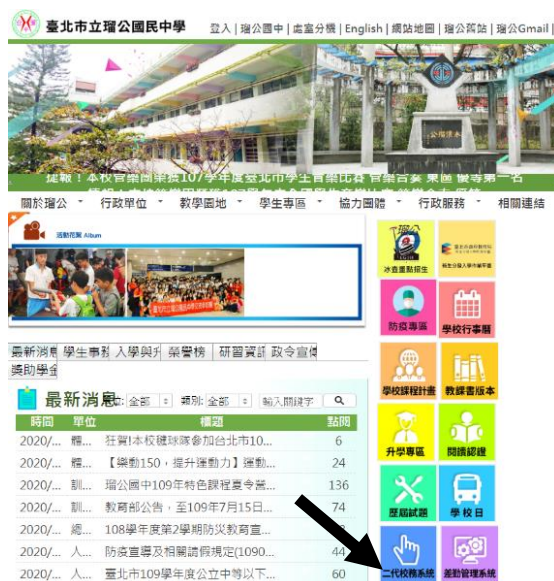 臺北市立瑠公國民中學
登入 | 瑠公國中 | 處室分機 | English | 網站地圖 | 瑠公舊站 | 瑠公Gmail |
捷報！本校管樂團榮獲107學年度臺北市學生音樂比賽 管樂合奏 東區 優等第一名
關於瑠公 行政單位 教學園地 學生專區 協力團體 行政服務 相關連結
活動花絮 Album
冰壺重點招生
防疫專區 學校行事曆
學校課程計畫 教課書版本
升學專區 閱讀認證
歷屆試題 學校日
二代校務系統 差勤管理系統
最新消息 學生事務 入學與升 榮譽榜 研習資訊 政令宣傳
獎助學金
最新消息
全部 類別: 全部 輸入關鍵字
時間 單位 標題 點閱
2020/... 體... 狂賀!本校毽球隊參加台北市10... 6
2020/... 體... 【樂動150，提升運動力】運動... 24
2020/... 訓... 瑠公國中109年特色課程夏令營... 136
2020/... 訓... 教育部公告，至109年7月15日... 74
2020/... 總... 108學年度第2學期防災教育宣...
2020/... 人... 防疫宣導及相關請假規定(1090... 44
2020/... 人... 臺北市109學年度公立中等以下... 60